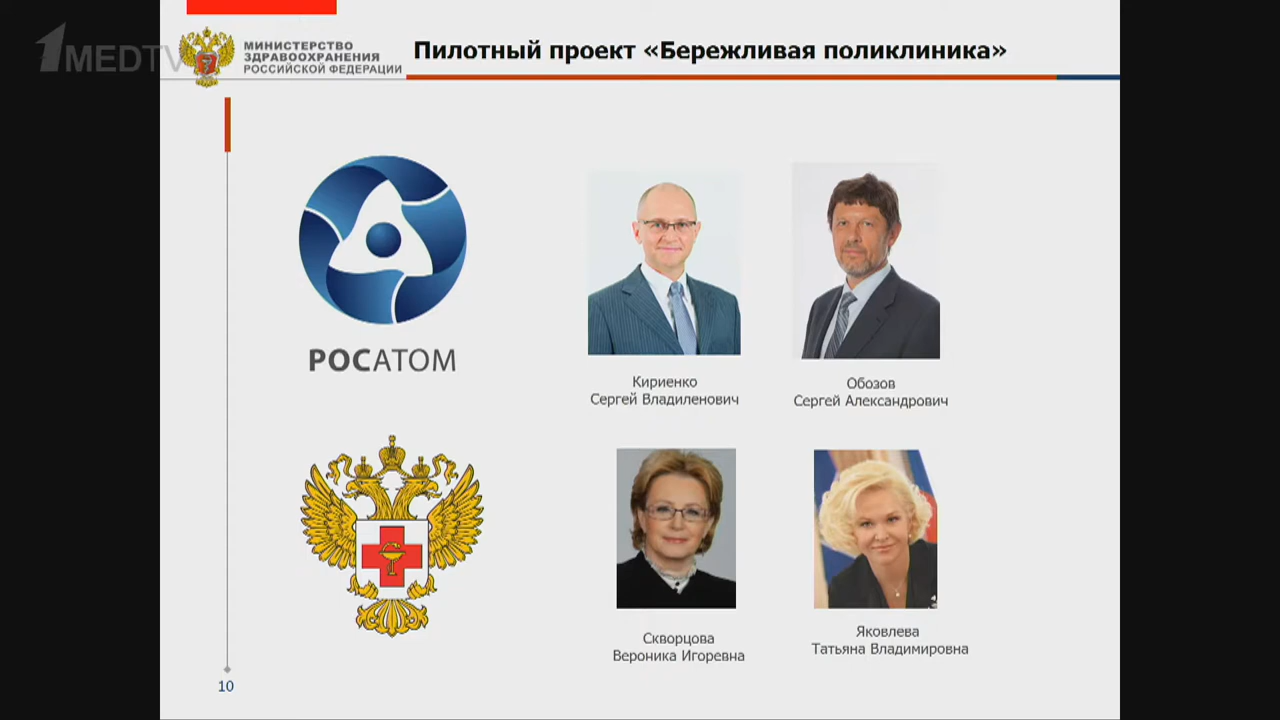 1MEDTV
МИНИСТЕРСТВО
ЗДРАВООХРАНЕНИЯ
РОССИЙСКОЙ ФЕДЕРАЦИИ
Пилотный проект «Бережливая поликлиника»
РОСАТОМ
Кириенко
Сергей Владиленович
Обозов
Сергей Александрович
Скворцова
Вероника Игоревна
Яковлева
Татьяна Владимировна
10